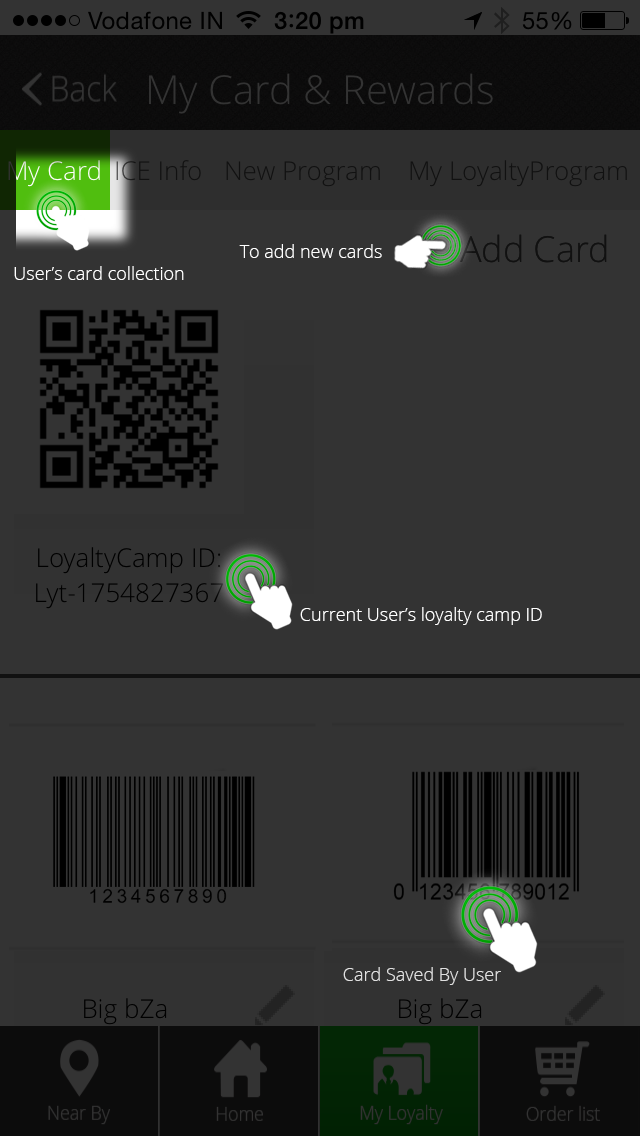 Vodafone IN 3:20 pm 55%
Back My Card & Rewards
My Card ICE Info New Program My LoyaltyProgram
To add new cards Add Card
User's card collection
LoyaltyCamp ID:
Lyt-1754827367
Current User's loyalty camp ID
1234567890
0 123456789012
Card Saved By User
Big bZa Big bZa
Near By Home My Loyalty Order list